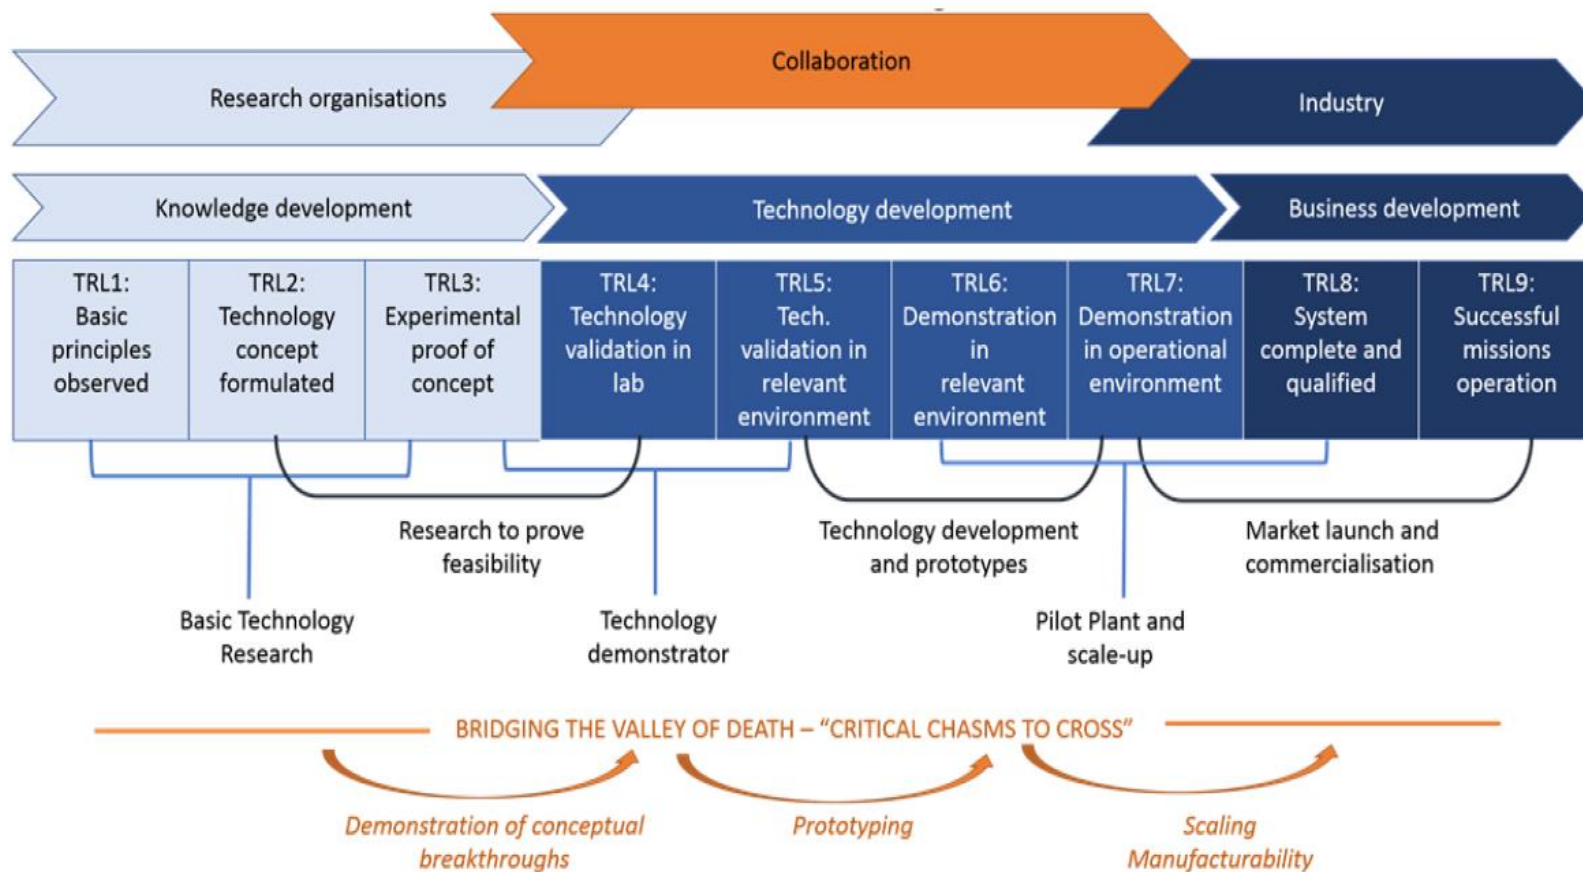 Collaboration
Research organisations
Industry
Knowledge development
Technology development
Business development
TRL1:
Basic
principles
observed
TRL2:
Technology
concept
formulated
TRL3:
Experimental
proof of
concept
TRL4:
Technology
validation in
lab
TRL5:
Tech.
validation in
relevant
environment
TRL6:
Demonstration
in
relevant
environment
TRL7:
Demonstration
in operational
environment
TRL8:
System
complete and
qualified
TRL9:
Successful
missions
operation
Research to prove
feasibility
Technology development
and prototypes
Market launch and
commercialisation
Basic Technology
Research
Technology
demonstrator
Pilot Plant and
scale-up
BRIDGING THE VALLEY OF DEATH – “CRITICAL CHASMS TO CROSS”
Demonstration of conceptual
breakthroughs
Prototyping
Scaling
Manufacturability